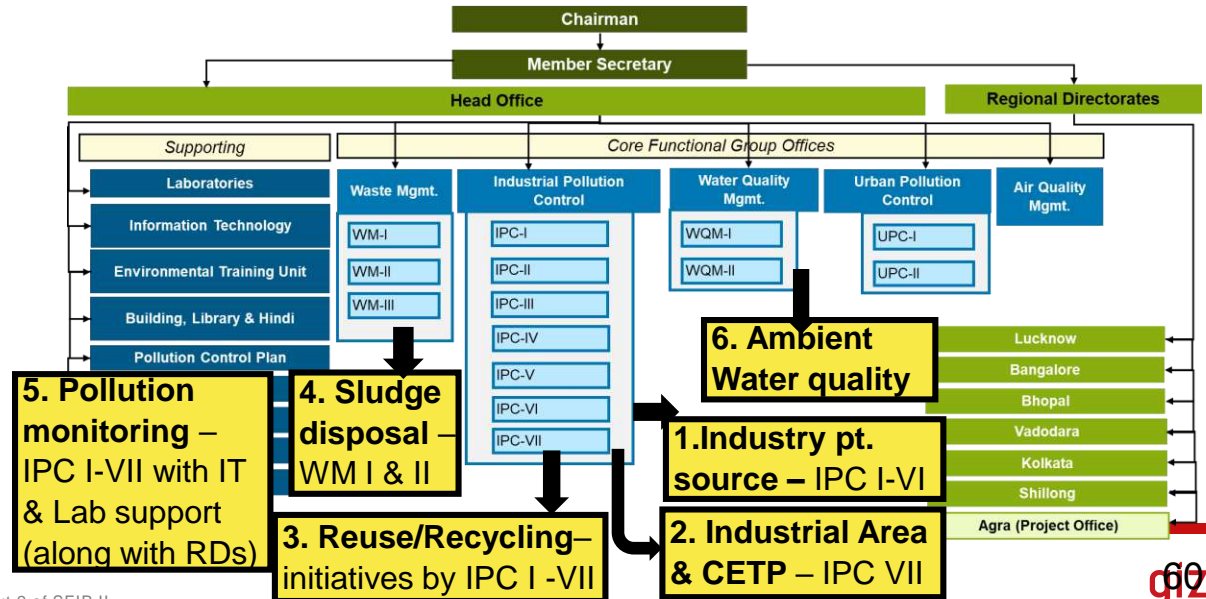 Chairman
Member Secretary
Head Office
Regional Directorates
Supporting
Core Functional Group Offices
Laboratories
Information Technology
Environmental Training Unit
Building, Library & Hindi
Pollution Control Plan
Waste Mgmt.
WM-I
WM-II
WM-III
Industrial Pollution
Control
IPC-I
IPC-II
IPC-III
IPC-IV
IPC-V
IPC-VI
IPC-VII
Water Quality
Mgmt.
WQM-I
WQM-II
Urban Pollution
Control
UPC-I
UPC-II
Air Quality
Mgmt.
Lucknow
Bangalore
Bhopal
Vadodara
Kolkata
Shillong
Agra (Project Office)
5. Pollution
monitoring –
IPC I-VII with IT
& Lab support
(along with RDs)
4. Sludge
disposal –
WM I & II
3. Reuse/Recycling–
initiatives by IPC I -VII
6. Ambient
Water quality
1.Industry pt.
source – IPC I-VI
2. Industrial Area
& CETP – IPC VII
giz
60